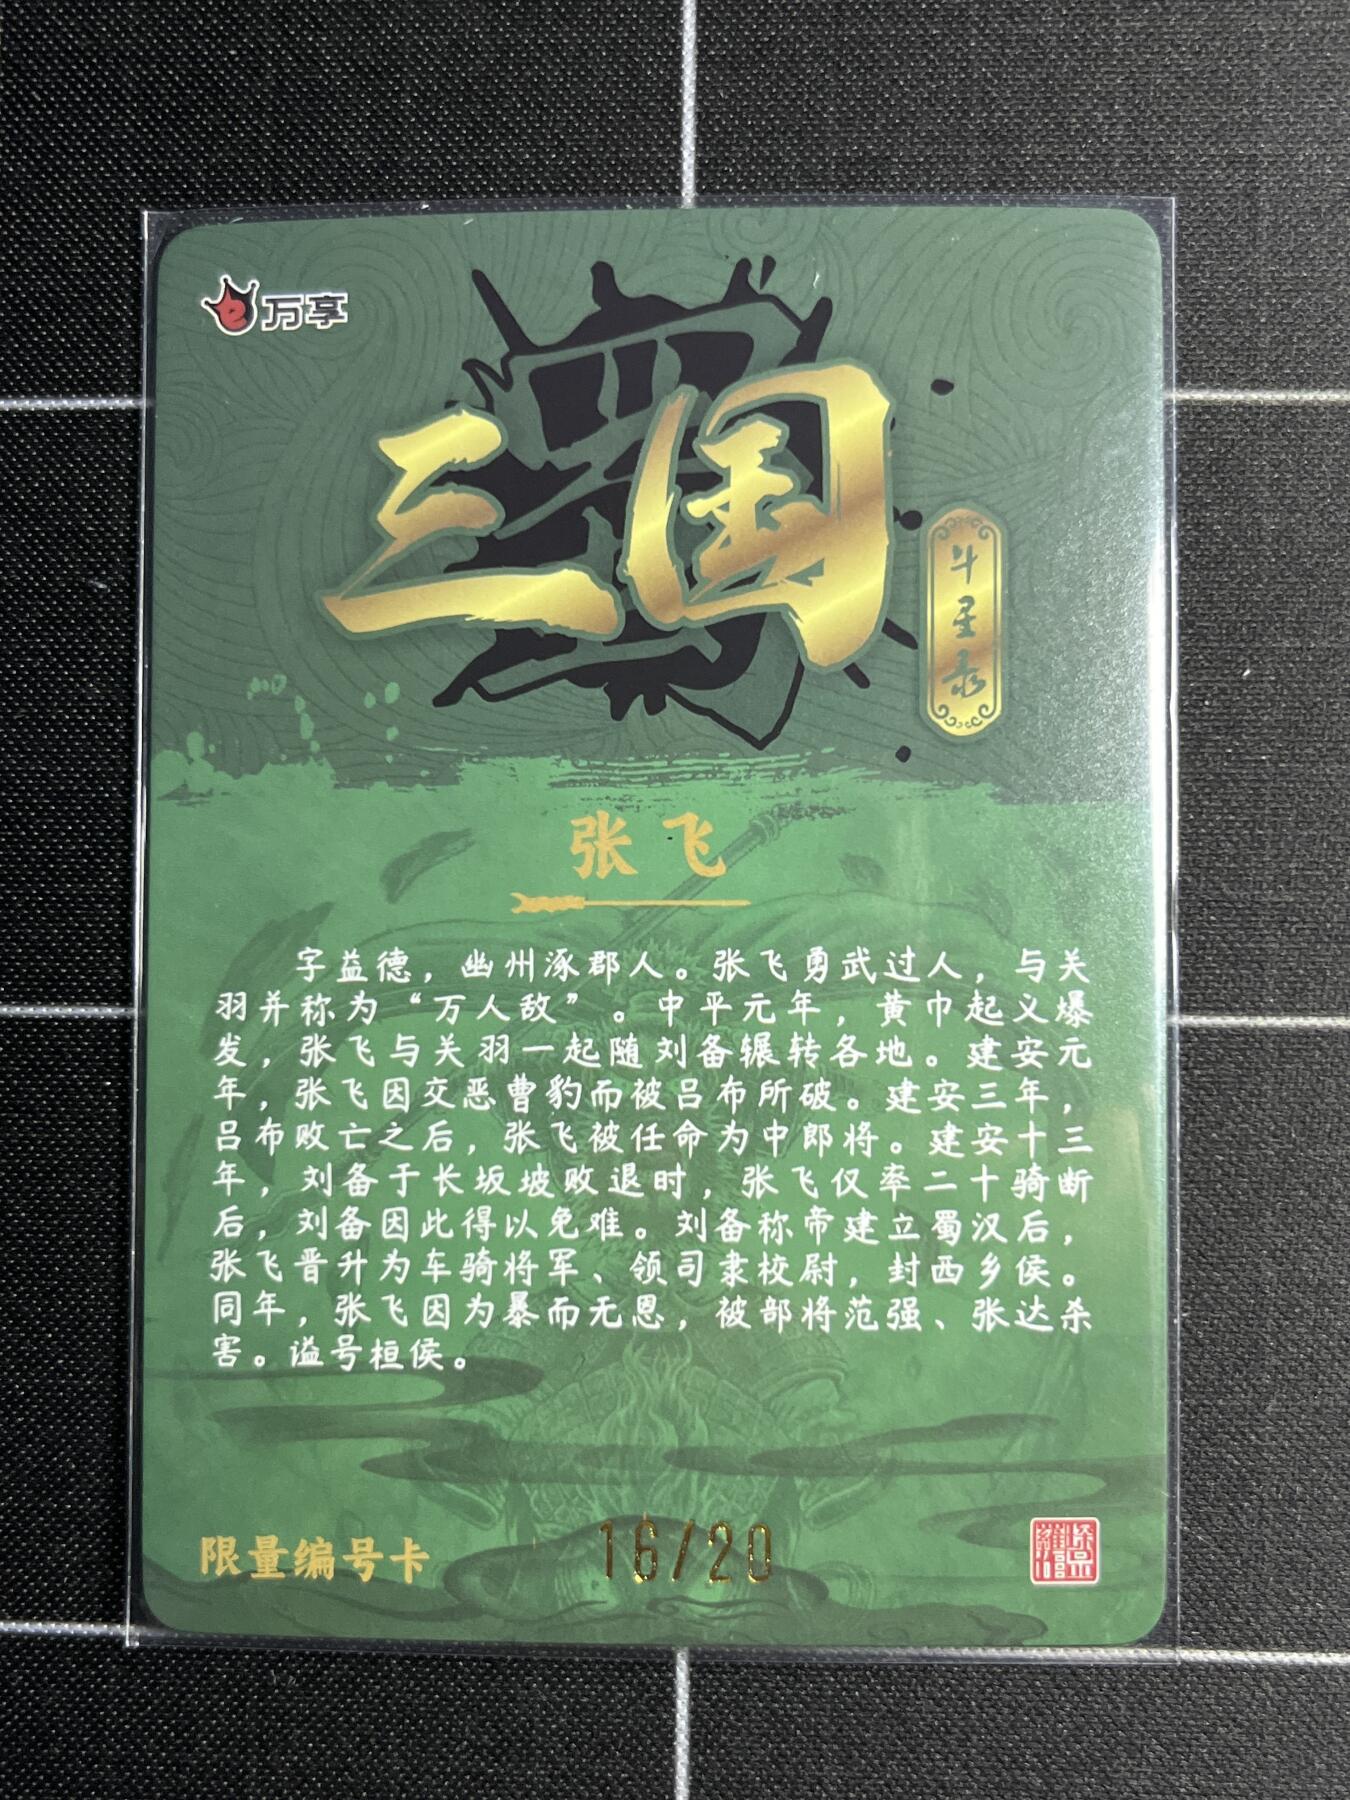 万享
三国
斗星录
张飞
字益德，幽州涿郡人。张飞勇武过人，与关
羽并称为“万人敌”。中平元年，黄巾起义爆
发，张飞与关羽一起随刘备辗转各地。建安元
年，张飞因交恶曹豹而被吕布所破。建安三年，
吕布败亡之后，张飞被任命为中郎将。建安十三
年，刘备于长坂坡败退时，张飞仅率二十骑断
后，刘备因此得以免难。刘备称帝建立蜀汉后，
张飞晋升为车骑将军、领司隶校尉，封西乡侯。
同年，张飞因为暴而无恩，被部将范强、张达杀
害。谥号桓侯。
限量编号卡
16/20